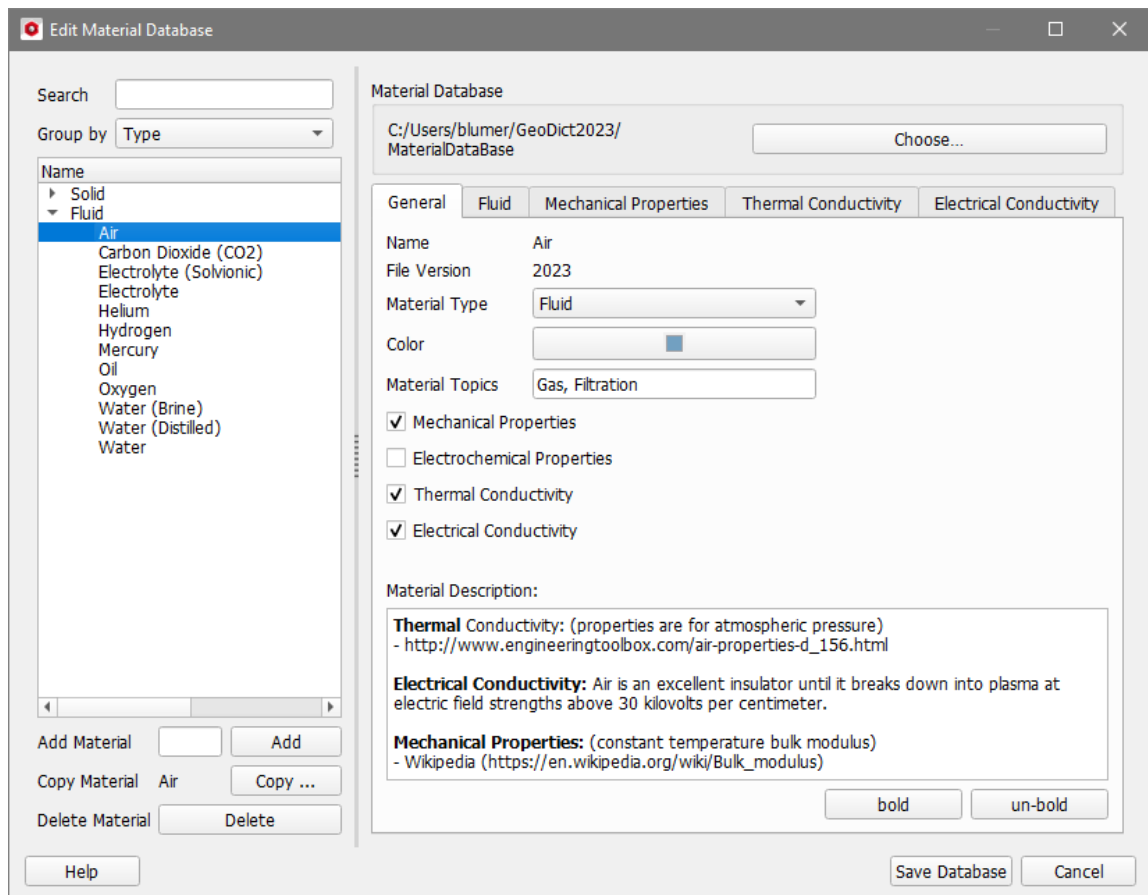 Edit Material Database
Search
Group by Type
Name
Solid
Fluid
Air
Carbon Dioxide (CO2)
Electrolyte (Solvionic)
Electrolyte
Helium
Hydrogen
Mercury
Oil
Oxygen
Water (Brine)
Water (Distilled)
Water
Add Material Add
Copy Material Air Copy ...
Delete Material Delete
Material Database
C:/Users/blumer/GeoDict2023/
MaterialDataBase
Choose...
General Fluid Mechanical Properties Thermal Conductivity Electrical Conductivity
Name Air
File Version 2023
Material Type Fluid
Color
Material Topics Gas, Filtration
Mechanical Properties
Electrochemical Properties
Thermal Conductivity
Electrical Conductivity
Material Description:
Thermal Conductivity: (properties are for atmospheric pressure)
- http://www.engineeringtoolbox.com/air-properties-d_156.html
Electrical Conductivity: Air is an excellent insulator until it breaks down into plasma at
electric field strengths above 30 kilovolts per centimeter.
Mechanical Properties: (constant temperature bulk modulus)
- Wikipedia (https://en.wikipedia.org/wiki/Bulk_modulus)
bold un-bold
Help Save Database Cancel